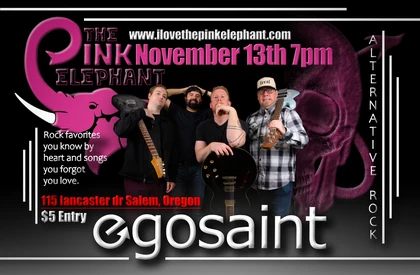 www.ilovethepinkelephant.com
THE
PINK
ELEPHANT
November 13th 7pm
ALTERNATIVE ROCK
Rock favorites
you know by
heart and songs
you forgot
you love.
115 lancaster dr Salem, Oregon
$5 Entry
egosaint